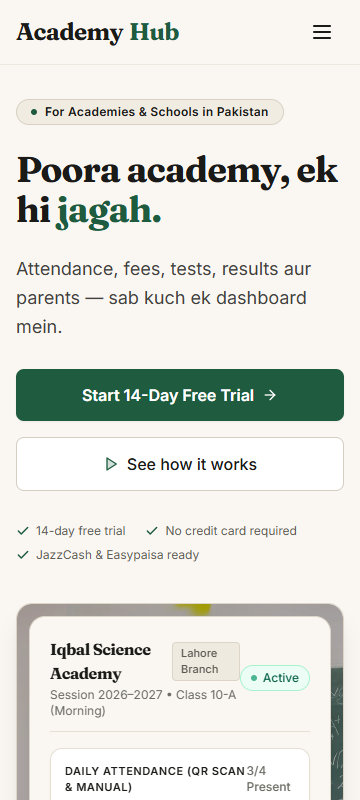 Academy Hub
For Academies & Schools in Pakistan
Poora academy, ek
hi jagah.
Attendance, fees, tests, results aur
parents — sab kuch ek dashboard
mein.
Start 14-Day Free Trial →
See how it works
14-day free trial
No credit card required
JazzCash & Easypaisa ready
Iqbal Science
Academy
Lahore
Branch
Active
Session 2026–2027 • Class 10-A
(Morning)
DAILY ATTENDANCE (QR SCAN
& MANUAL)
3/4
Present